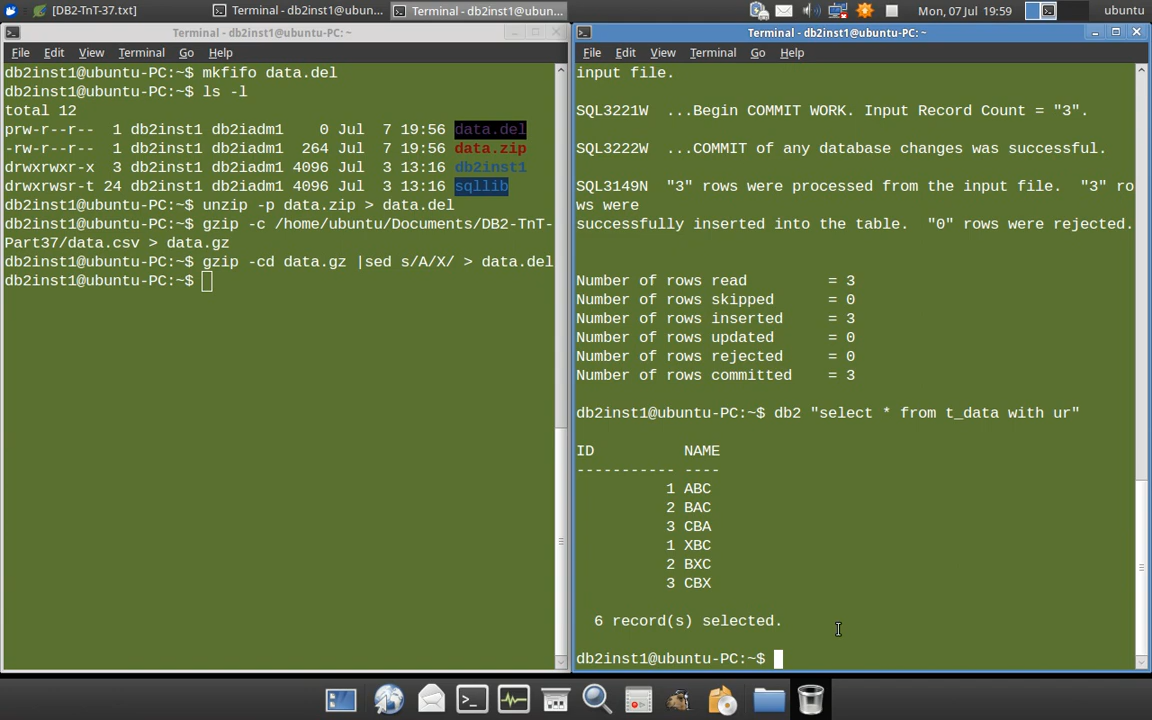 [DB2-TnT-37.txt]
Terminal - db2inst1@ubun...
Terminal - db2inst1@ubun...
Mon, 07 Jul 19:59
ubuntu
Terminal - db2inst1@ubuntu-PC: ~
File Edit View Terminal Go Help
db2inst1@ubuntu-PC:~$ mkfifo data.del
db2inst1@ubuntu-PC:~$ ls -l
total 12
prw-r--r-- 1 db2inst1 db2iadm1 0 Jul 7 19:56 data.del
-rw-r--r-- 1 db2inst1 db2iadm1 264 Jul 7 19:56 data.zip
drwxrwxr-x 3 db2inst1 db2iadm1 4096 Jul 3 13:16 db2inst1
drwxrwsr-t 24 db2inst1 db2iadm1 4096 Jul 3 13:16 sqllib
db2inst1@ubuntu-PC:~$ unzip -p data.zip > data.del
db2inst1@ubuntu-PC:~$ gzip -c /home/ubuntu/Documents/DB2-TnT-
Part37/data.csv > data.gz
db2inst1@ubuntu-PC:~$ gzip -cd data.gz |sed s/A/X/ > data.del
db2inst1@ubuntu-PC:~$
Terminal - db2inst1@ubuntu-PC: ~
File Edit View Terminal Go Help
input file.
SQL3221W ...Begin COMMIT WORK. Input Record Count = "3".
SQL3222W ...COMMIT of any database changes was successful.
SQL3149N "3" rows were processed from the input file. "3" ro
ws were
successfully inserted into the table. "0" rows were rejected.
Number of rows read = 3
Number of rows skipped = 0
Number of rows inserted = 3
Number of rows updated = 0
Number of rows rejected = 0
Number of rows committed = 3
db2inst1@ubuntu-PC:~$ db2 "select * from t_data with ur"
ID NAME
----------- ----
1 ABC
2 BAC
3 CBA
1 XBC
2 BXC
3 CBX
6 record(s) selected.
db2inst1@ubuntu-PC:~$